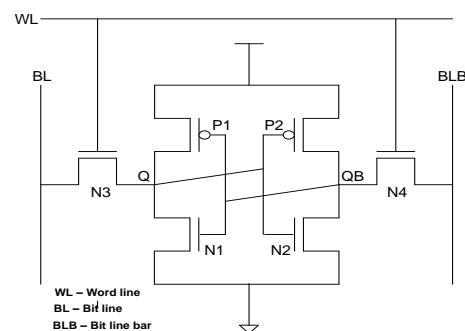 WL
BL
BLB
P1
P2
Q
QB
N3
N4
N1
N2
WL – Word line
BL – Bit line
BLB – Bit line bar